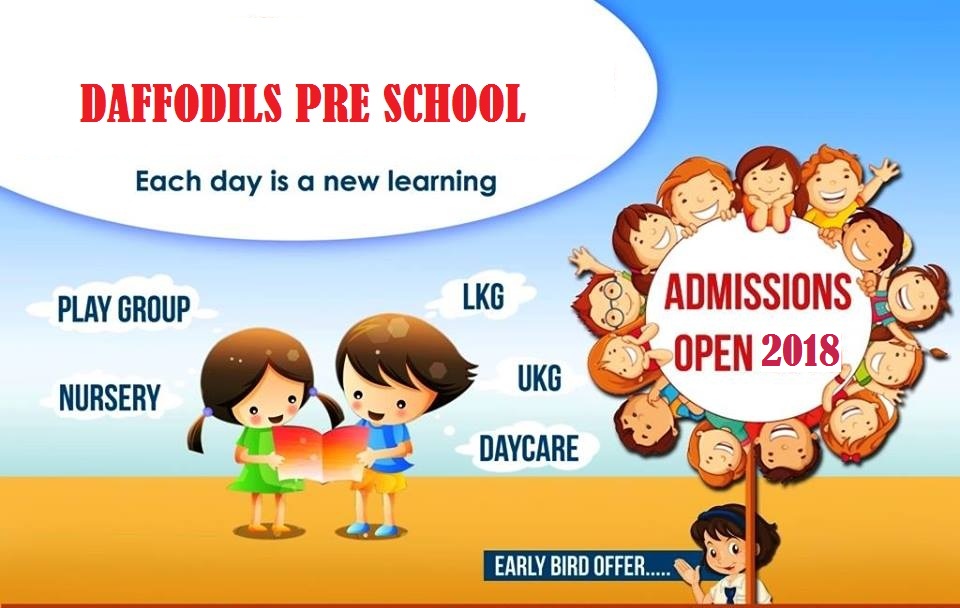 DAFFODILS PRE SCHOOL
Each day is a new learning
PLAY GROUP
NURSERY
LKG
UKG
DAYCARE
ADMISSIONS
OPEN 2018
EARLY BIRD OFFER.....